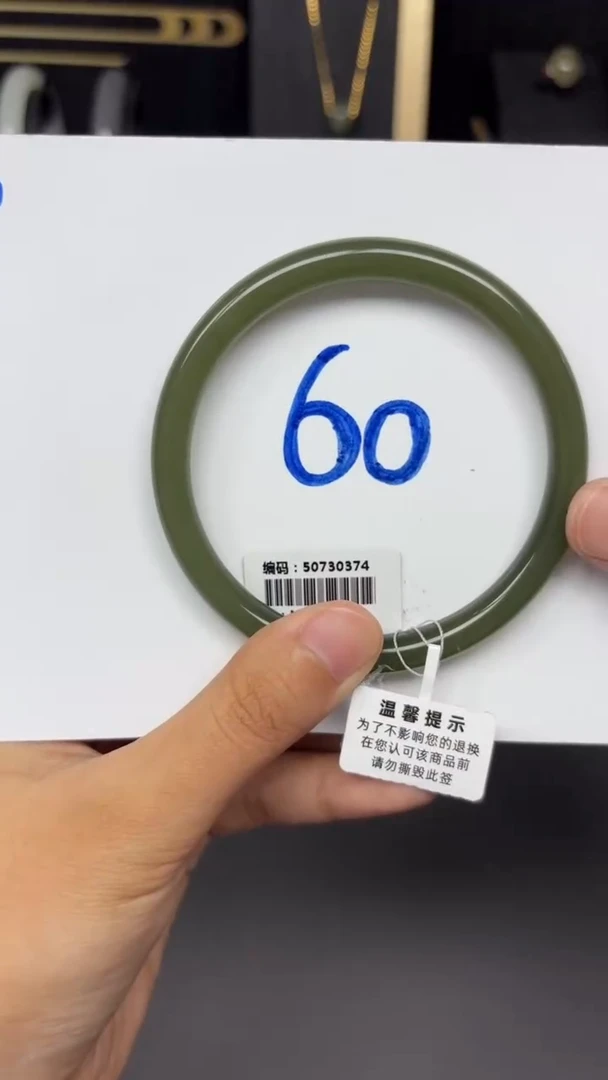 60
编码：50730374
温馨提示
为了不影响您的退换
在您认可该商品前
请勿撕毁此签